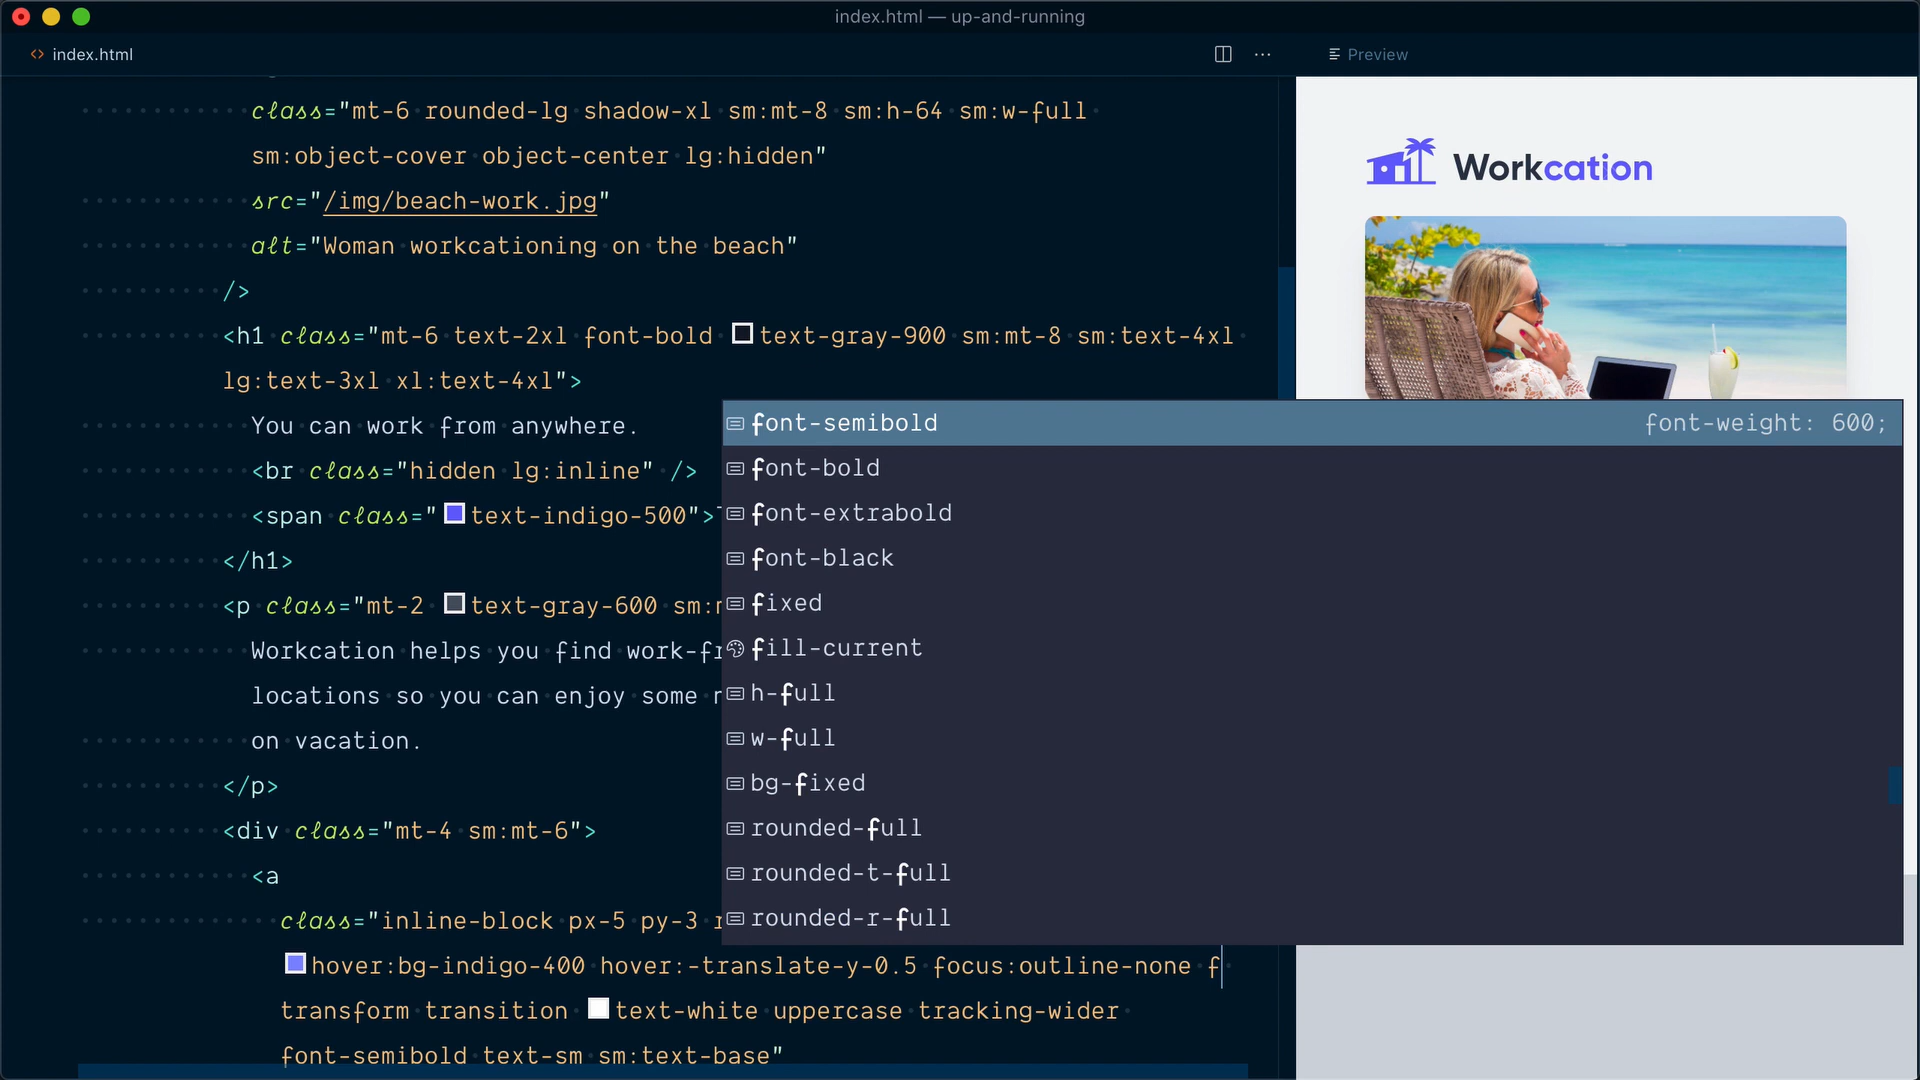 index.html — up-and-running
index.html
Preview
class="mt-6 rounded-lg shadow-xl sm:mt-8 sm:h-64 sm:w-full
sm:object-cover object-center lg:hidden"
src="/img/beach-work.jpg"
alt="Woman workcationing on the beach"
/>
<h1 class="mt-6 text-2xl font-bold text-gray-900 sm:mt-8 sm:text-4xl
lg:text-3xl xl:text-4xl">
You can work from anywhere.
<br class="hidden lg:inline" />
<span class="text-indigo-500">
</h1>
<p class="mt-2 text-gray-600
Workcation helps you find
locations so you can enjoy some
on vacation.
</p>
<div class="mt-4 sm:mt-6">
<a
class="inline-block px-5 py-3
hover:bg-indigo-400 hover:-translate-y-0.5 focus:outline-none f
transform transition text-white uppercase tracking-wider
font-semibold text-sm sm:text-base"
font-semibold font-weight: 600;
font-bold
font-extrabold
font-black
fixed
fill-current
h-full
w-full
bg-fixed
rounded-full
rounded-t-full
rounded-r-full
Workcation